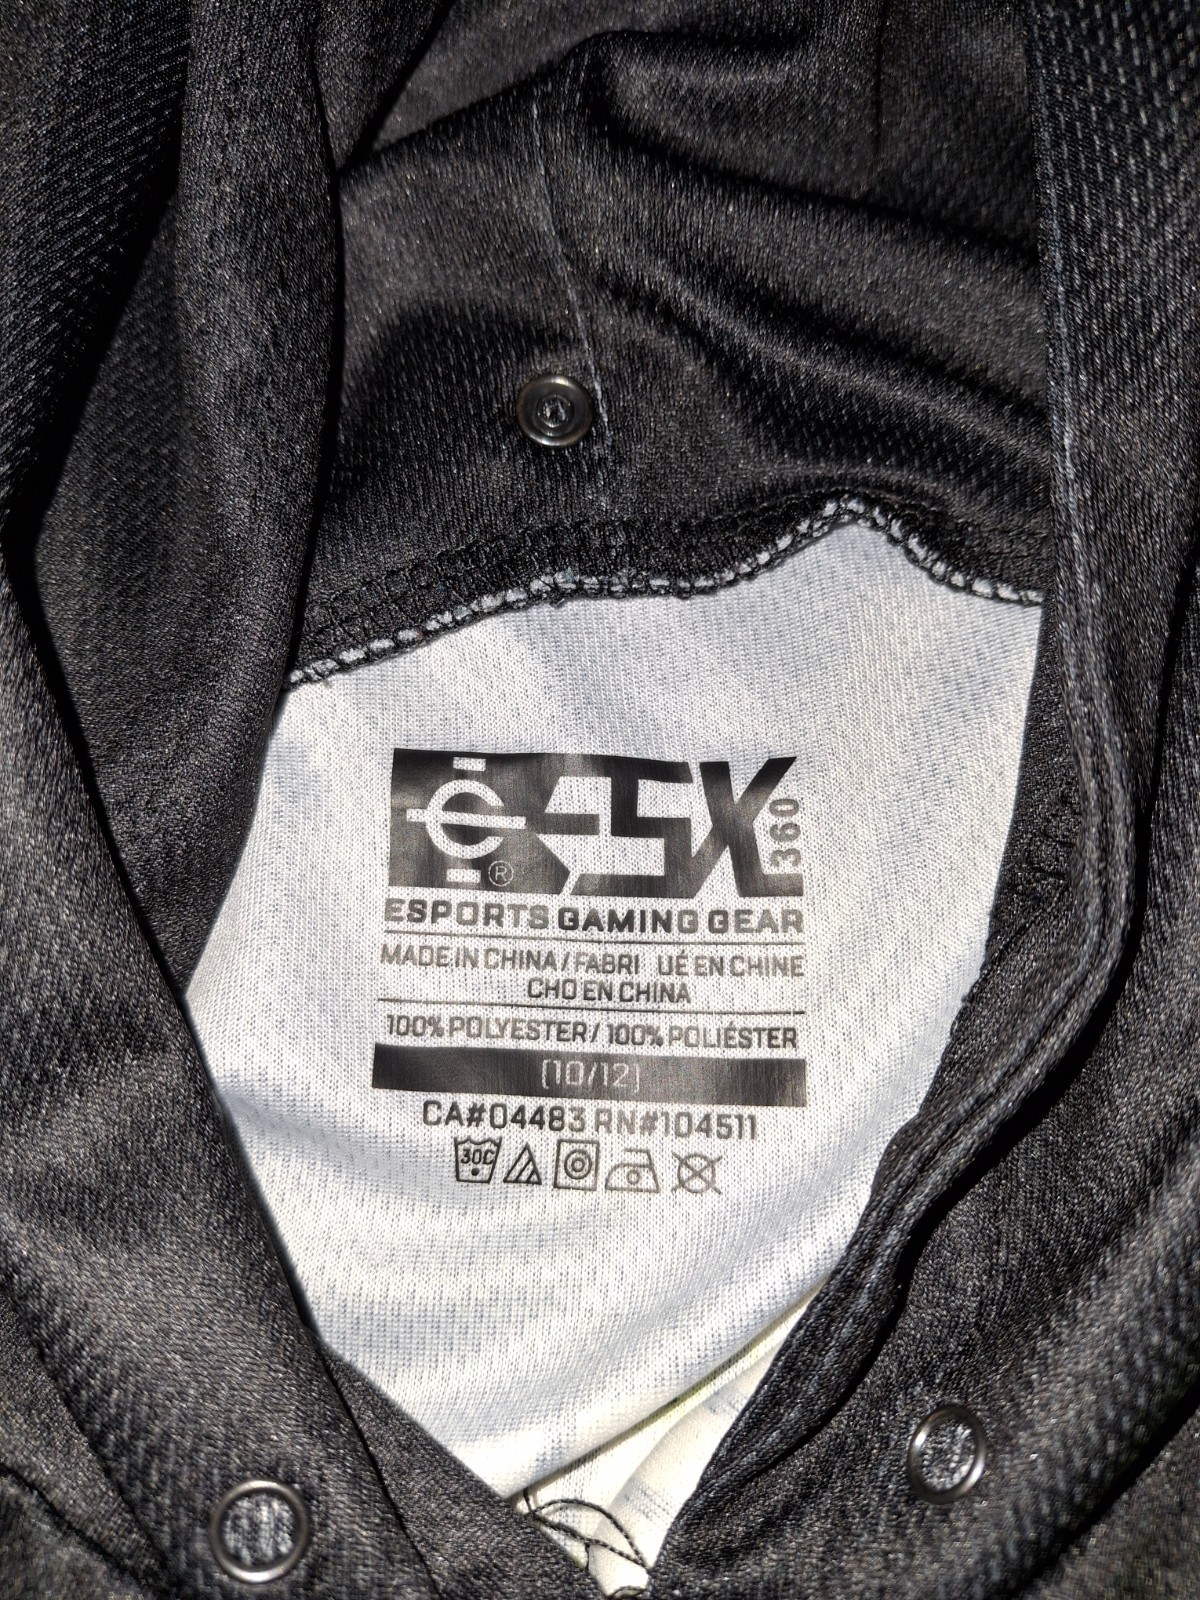 ESX
360
®
ESPORTS GAMING GEAR
MADE IN CHINA / FABRI UÉ EN CHINE
CHO EN CHINA
100% POLYESTER / 100% POLIÉSTER
(10/12)
CA#04483 RN#104511
30C